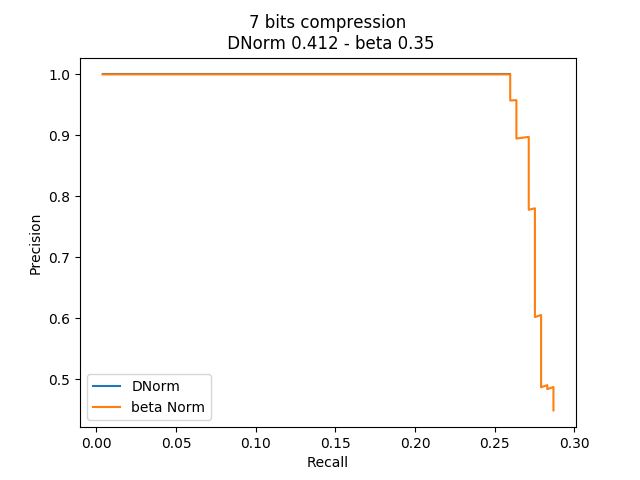 7 bits compression
DNorm 0.412 - beta 0.35
1.0
0.9
0.8
0.7
0.6
0.5
Precision
DNorm
beta Norm
0.00 0.05 0.10 0.15 0.20 0.25 0.30
Recall